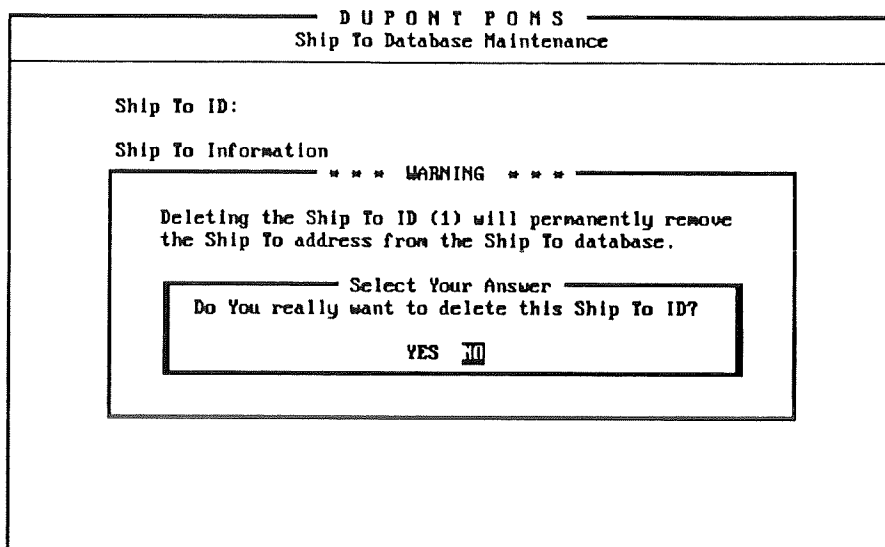 DUPONT POMS
Ship To Database Maintenance
Ship To ID:
Ship To Information
* * * WARNING * * *
Deleting the Ship To ID (1) will permanently remove
the Ship To address from the Ship To database.
Select Your Answer
Do You really want to delete this Ship To ID?
YES NO